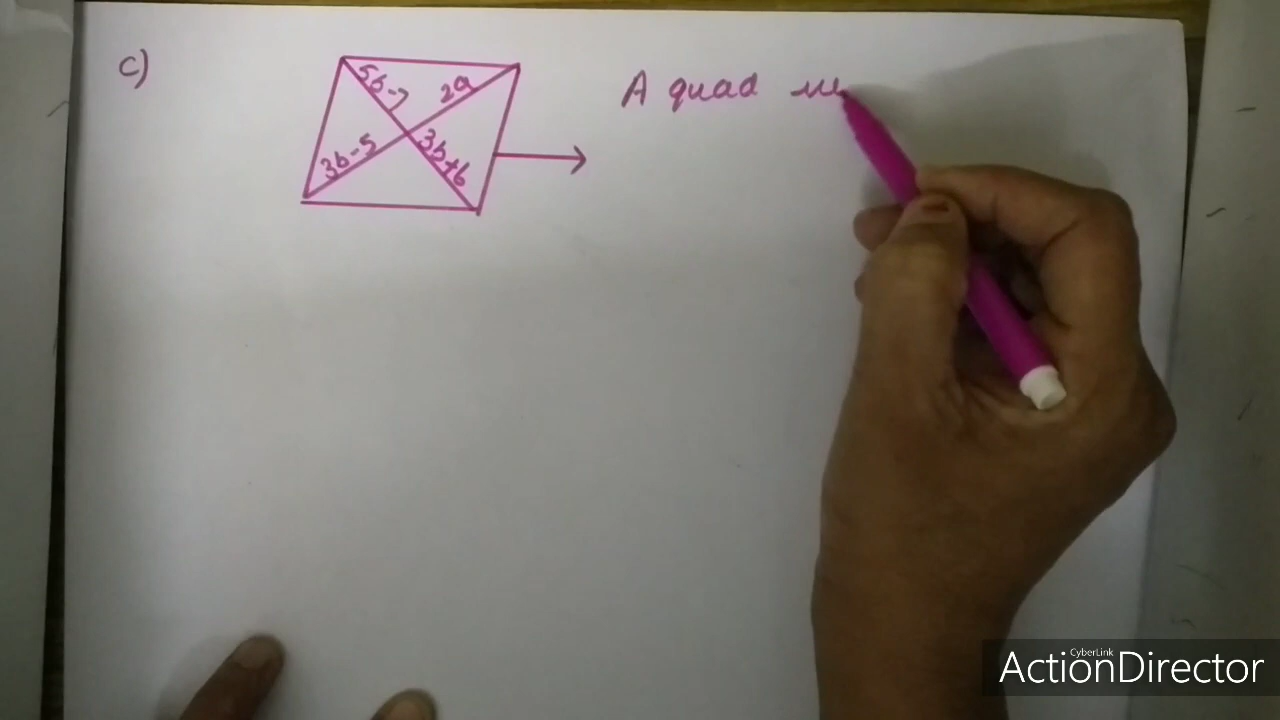 c)
5b-7
2a
3b-5
3b+6
A quad
CyberLink
ActionDirector